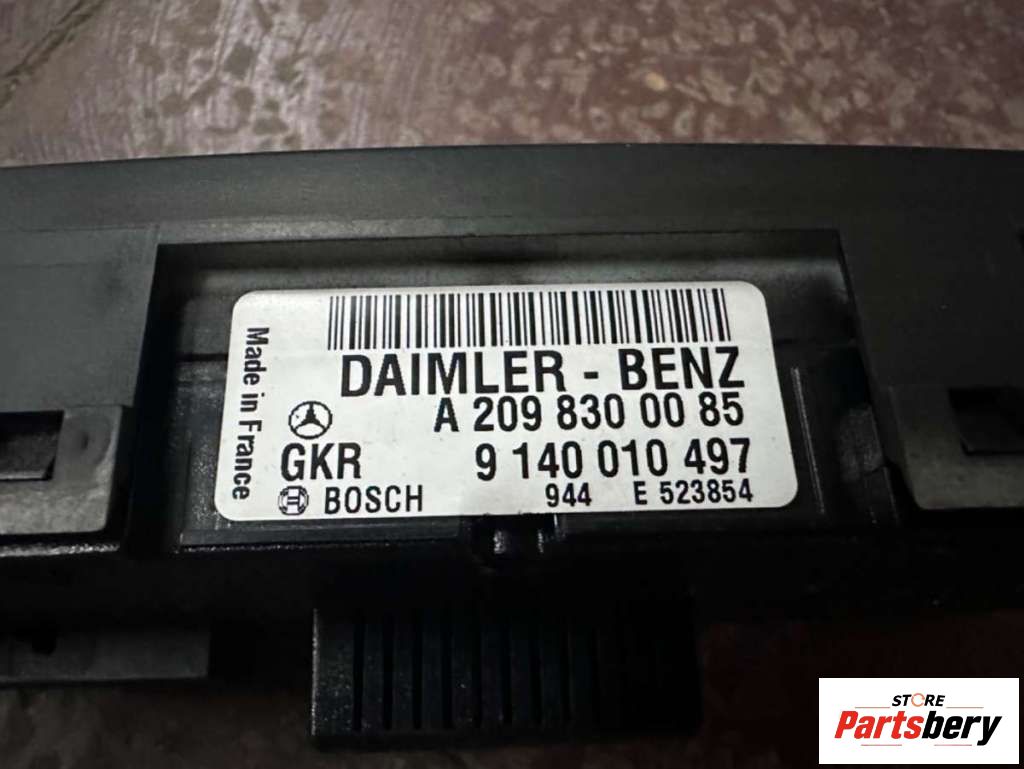 Made in France
DAIMLER - BENZ
A 209 830 00 85
GKR 9 140 010 497
BOSCH 944 E 523854
STORE
Partsbery